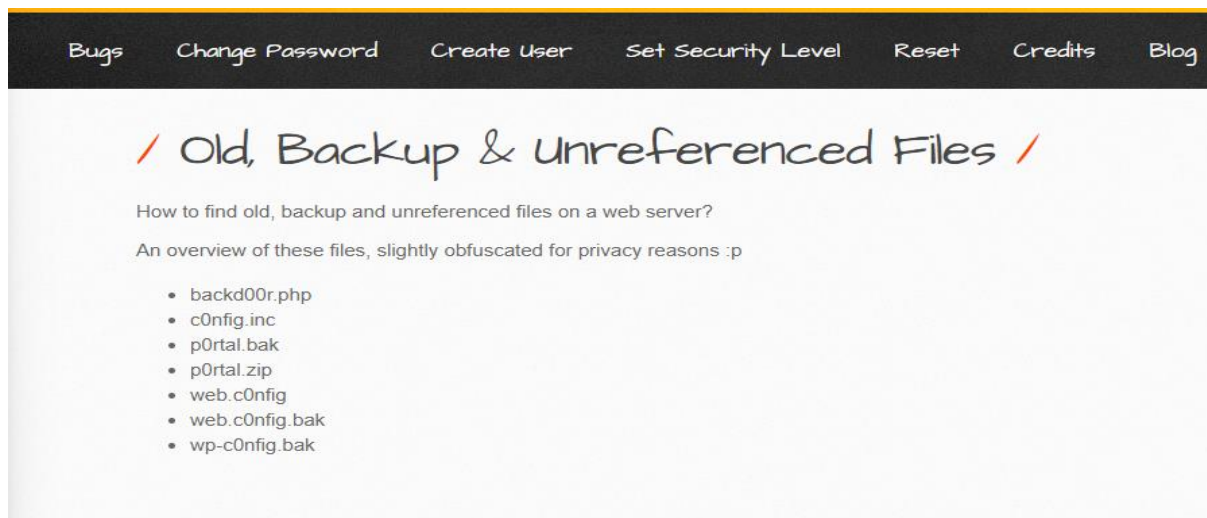 Bugs Change Password Create User Set Security Level Reset Credits Blog
/ Old, Backup & Unreferenced Files /
How to find old, backup and unreferenced files on a web server?
An overview of these files, slightly obfuscated for privacy reasons :p
• backd00r.php
• c0nfig.inc
• p0rtal.bak
• p0rtal.zip
• web.c0nfig
• web.c0nfig.bak
• wp-c0nfig.bak